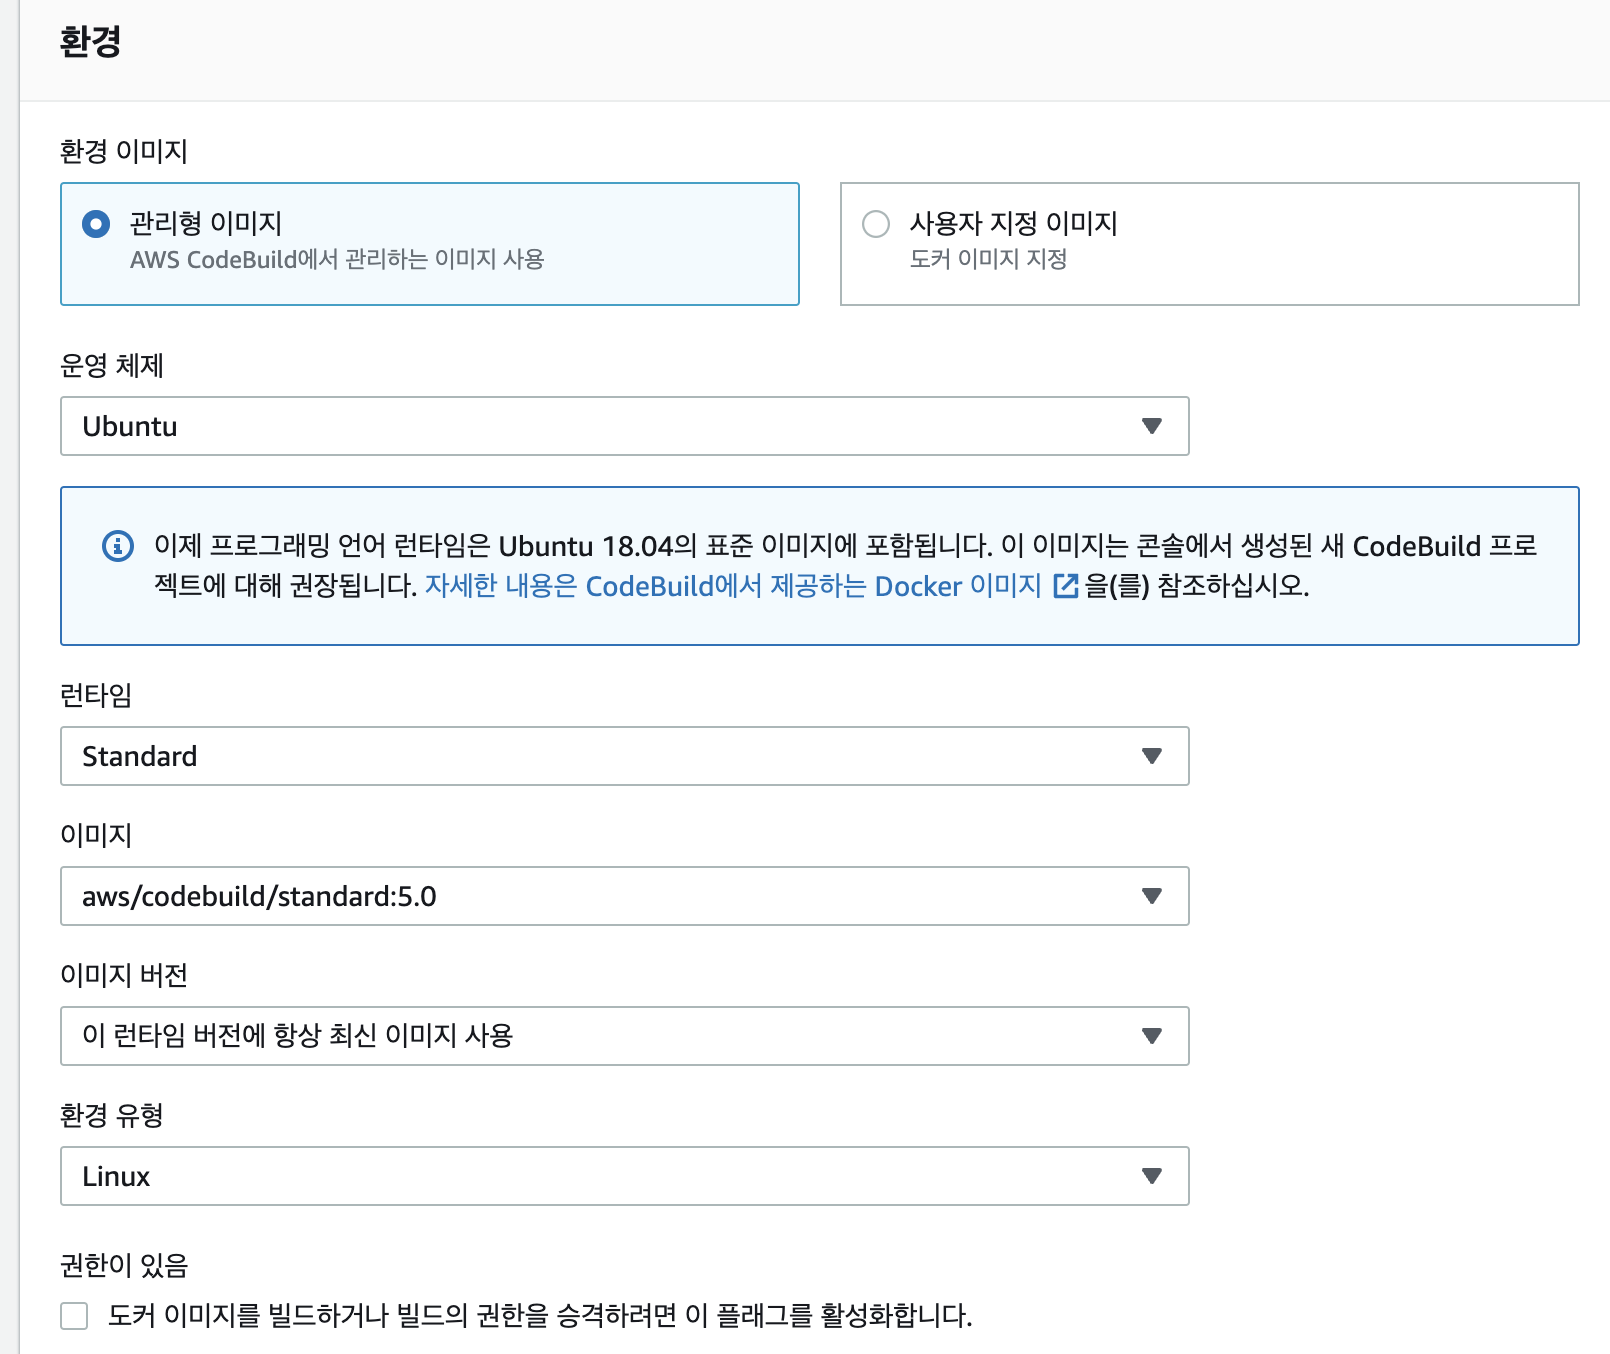 환경
환경 이미지
관리형 이미지
AWS CodeBuild에서 관리하는 이미지 사용
사용자 지정 이미지
도커 이미지 지정
운영 체제
Ubuntu
이제 프로그래밍 언어 런타임은 Ubuntu 18.04의 표준 이미지에 포함됩니다. 이 이미지는 콘솔에서 생성된 새 CodeBuild 프로
젝트에 대해 권장됩니다. 자세한 내용은 CodeBuild에서 제공하는 Docker 이미지 을(를) 참조하십시오.
런타임
Standard
이미지
aws/codebuild/standard:5.0
이미지 버전
이 런타임 버전에 항상 최신 이미지 사용
환경 유형
Linux
권한이 있음
도커 이미지를 빌드하거나 빌드의 권한을 승격하려면 이 플래그를 활성화합니다.